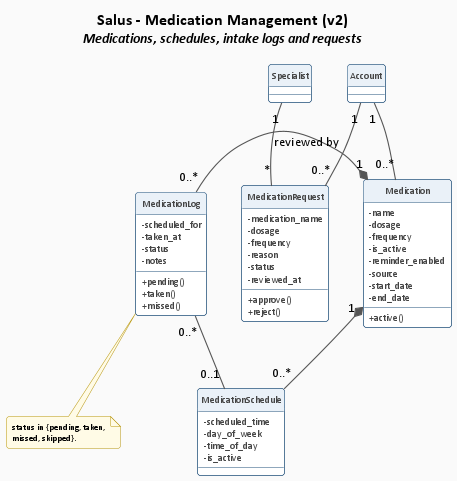 Salus - Medication Management (v2)
Medications, schedules, intake logs and requests
Specialist
Account
1
1
1
reviewed by
1
0..*
*
0..*
0..*
MedicationLog
-scheduled_for
-taken_at
-status
-notes
+pending()
+taken()
+missed()
MedicationRequest
-medication_name
-dosage
-frequency
-reason
-status
-reviewed_at
+approve()
+reject()
Medication
-name
-dosage
-frequency
-is_active
-reminder_enabled
-source
-start_date
-end_date
+active()
1
0..*
0..1
0..*
MedicationSchedule
-scheduled_time
-day_of_week
-time_of_day
-is_active
status in {pending, taken,
missed, skipped}.